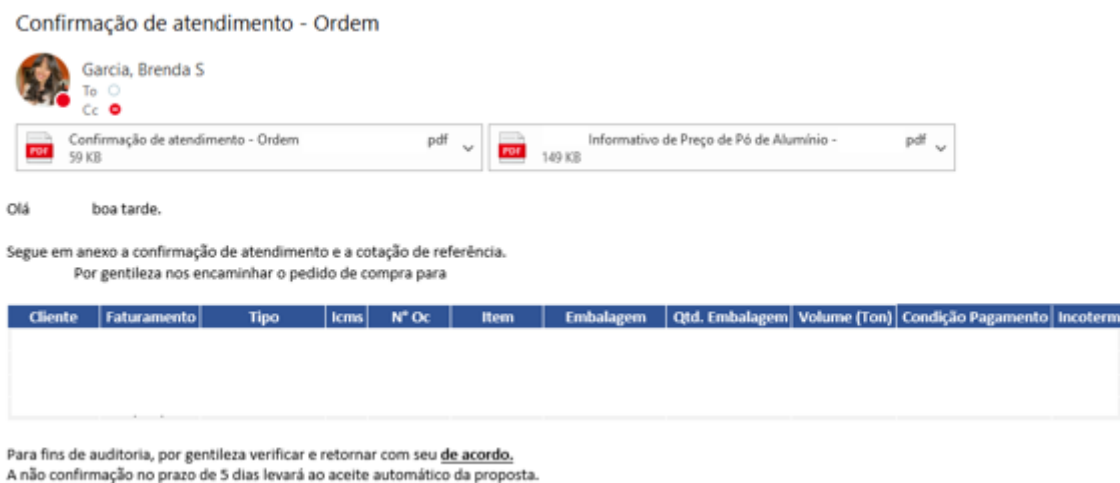 Confirmação de atendimento - Ordem
Garcia, Brenda S
To
Cc
Confirmação de atendimento - Ordem pdf
59 KB
Informativo de Preço de Pó de Alumínio - pdf
149 KB
PDF
PDF
Olá boa tarde.
Segue em anexo a confirmação de atendimento e a cotação de referência.
Por gentileza nos encaminhar o pedido de compra para
Cliente Faturamento Tipo Icms N° Oc Item Embalagem Qtd. Embalagem Volume (Ton) Condição Pagamento Incoterm
Para fins de auditoria, por gentileza verificar e retornar com seu de acordo.
A não confirmação no prazo de 5 dias levará ao aceite automático da proposta.